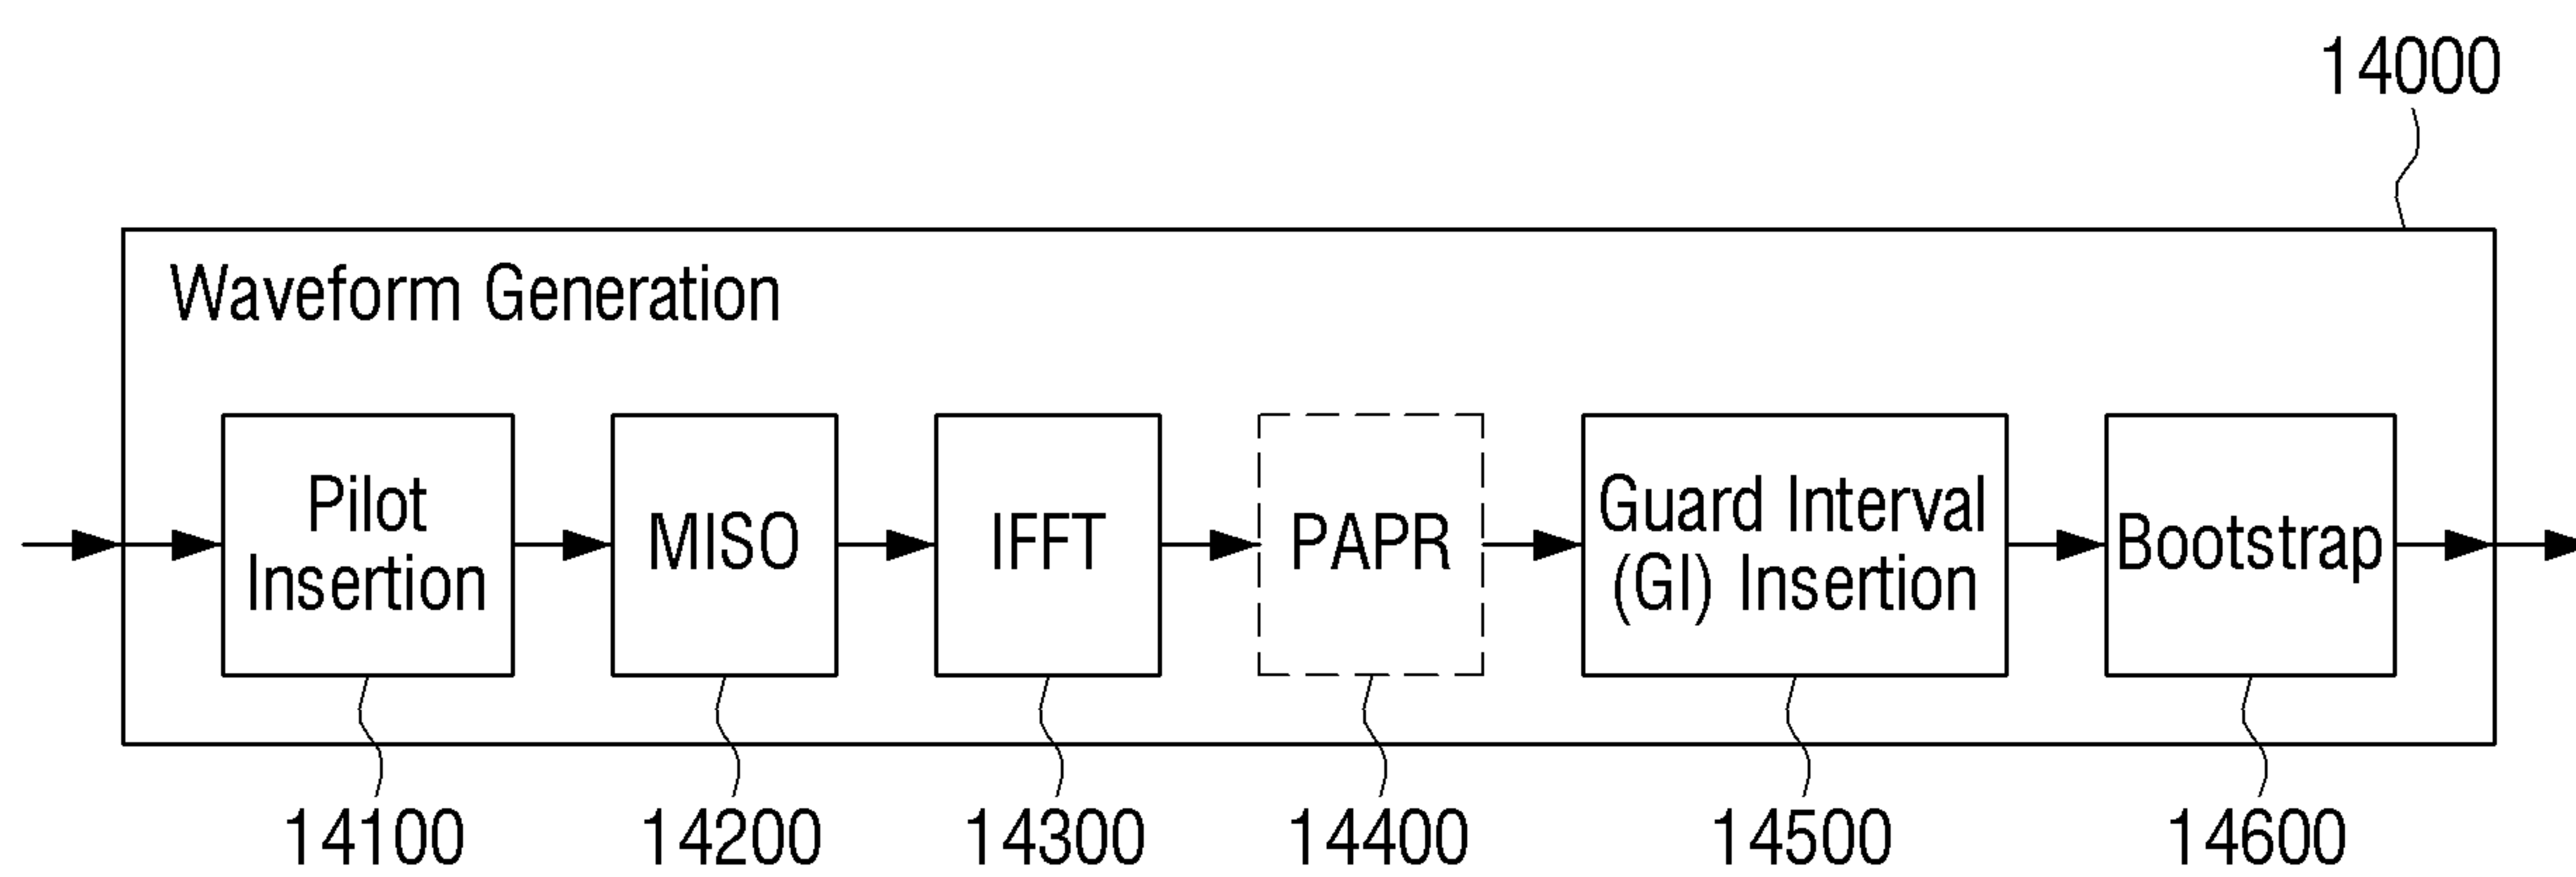 14000
Waveform Generation
Pilot
Insertion
MISO
IFFT
PAPR
Guard Interval
(GI) Insertion
Bootstrap
14100
14200
14300
14400
14500
14600